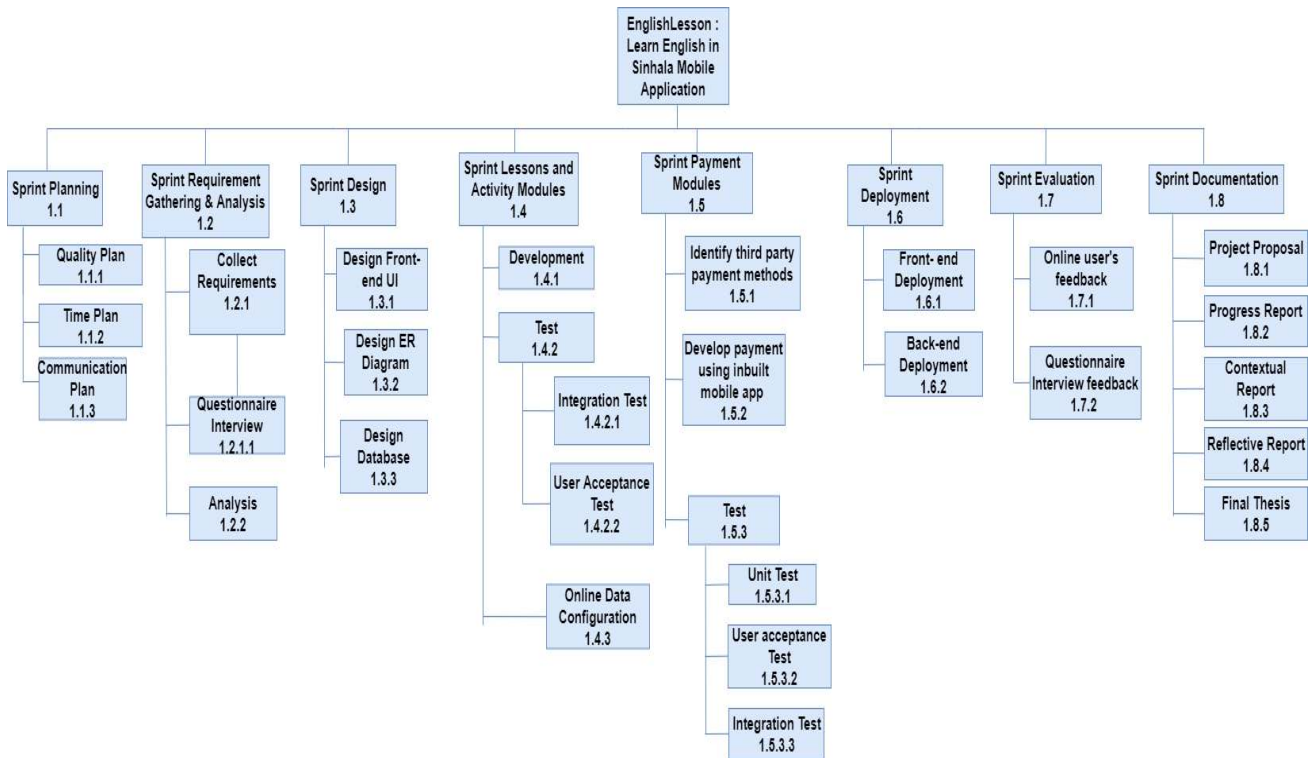 EnglishLesson :
Learn English in
Sinhala Mobile
Application
Sprint Planning
1.1
Quality Plan
1.1.1
Time Plan
1.1.2
Communication
Plan
1.1.3
Sprint Requirement
Gathering & Analysis
1.2
Collect
Requirements
1.2.1
Questionnaire
Interview
1.2.1.1
Analysis
1.2.2
Sprint Design
1.3
Design Front-
end UI
1.3.1
Design ER
Diagram
1.3.2
Design
Database
1.3.3
Sprint Lessons and
Activity Modules
1.4
Development
1.4.1
Test
1.4.2
Integration Test
1.4.2.1
User Acceptance
Test
1.4.2.2
Online Data
Configuration
1.4.3
Sprint Payment
Modules
1.5
Identify third party
payment methods
1.5.1
Develop payment
using inbuilt
mobile app
1.5.2
Test
1.5.3
Unit Test
1.5.3.1
User acceptance
Test
1.5.3.2
Integration Test
1.5.3.3
Sprint
Deployment
1.6
Front- end
Deployment
1.6.1
Back-end
Deployment
1.6.2
Sprint Evaluation
1.7
Online user's
feedback
1.7.1
Questionnaire
Interview feedback
1.7.2
Sprint Documentation
1.8
Project Proposal
1.8.1
Progress Report
1.8.2
Contextual
Report
1.8.3
Reflective Report
1.8.4
Final Thesis
1.8.5